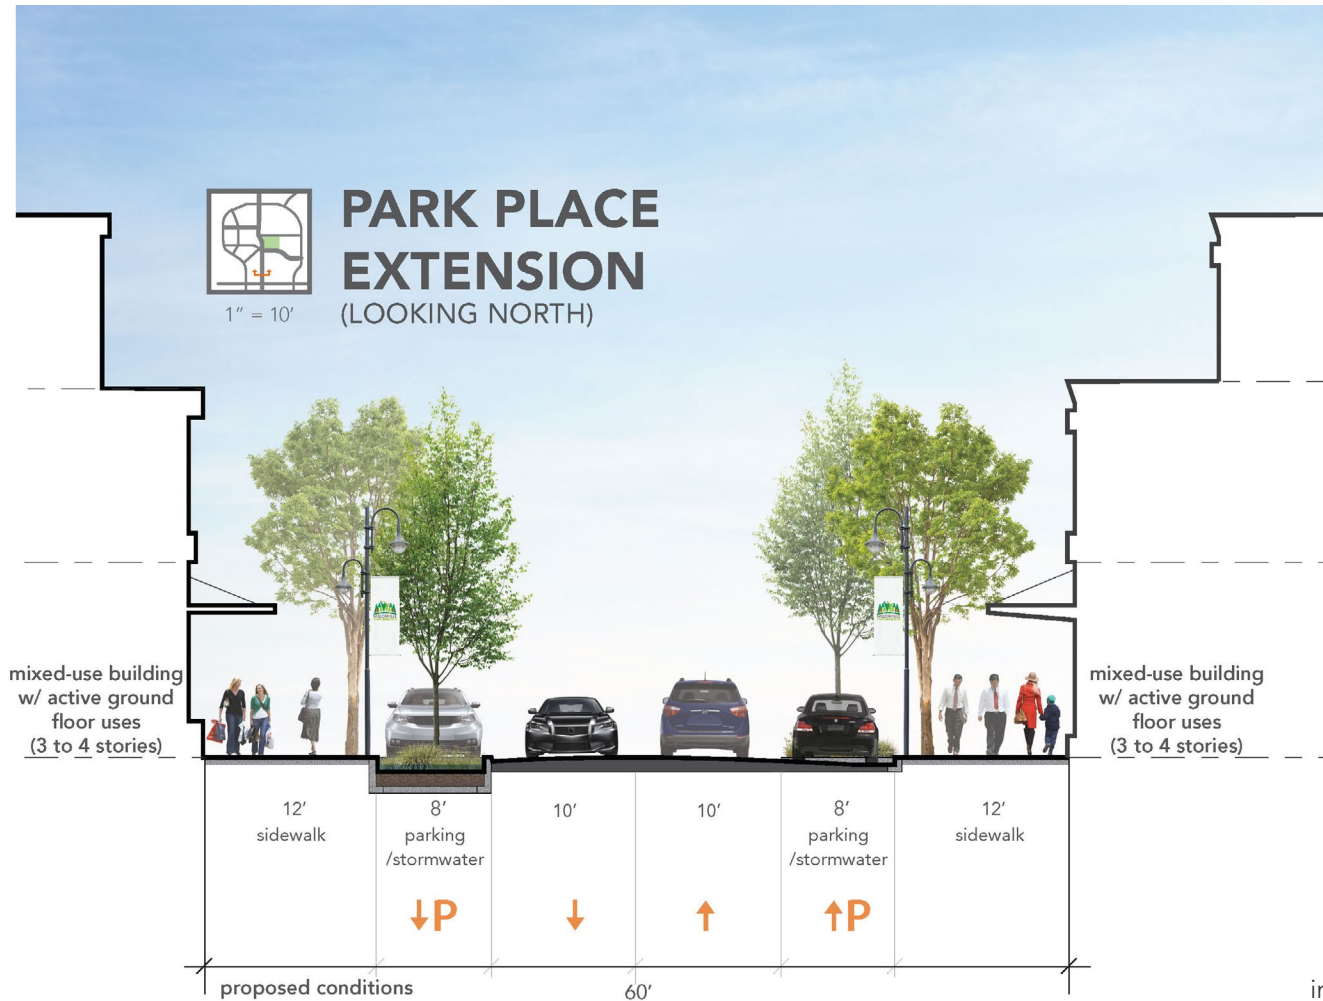 PARK PLACE
EXTENSION
(LOOKING NORTH)
1" = 10'
mixed-use building
w/ active ground
floor uses
(3 to 4 stories)
mixed-use building
w/ active ground
floor uses
(3 to 4 stories)
12'
sidewalk
8'
parking
/stormwater
10'
10'
8'
parking
/stormwater
12'
sidewalk
P
P
proposed conditions
60'